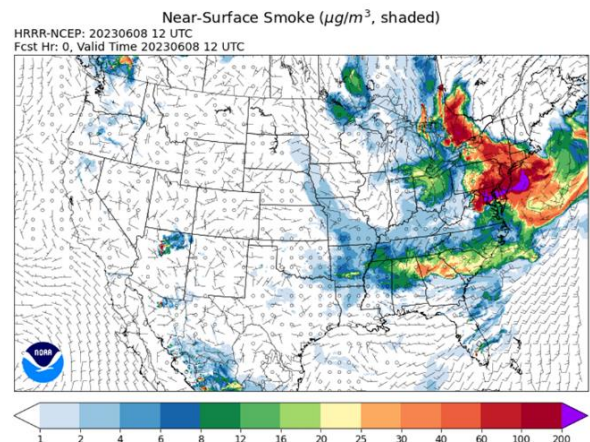 Near-Surface Smoke (μg/m³, shaded)
HRRR-NCEP: 20230608 12 UTC
Fcst Hr: 0, Valid Time 20230608 12 UTC
NOAA
1 2 4 6 8 12 16 20 25 30 40 60 100 200